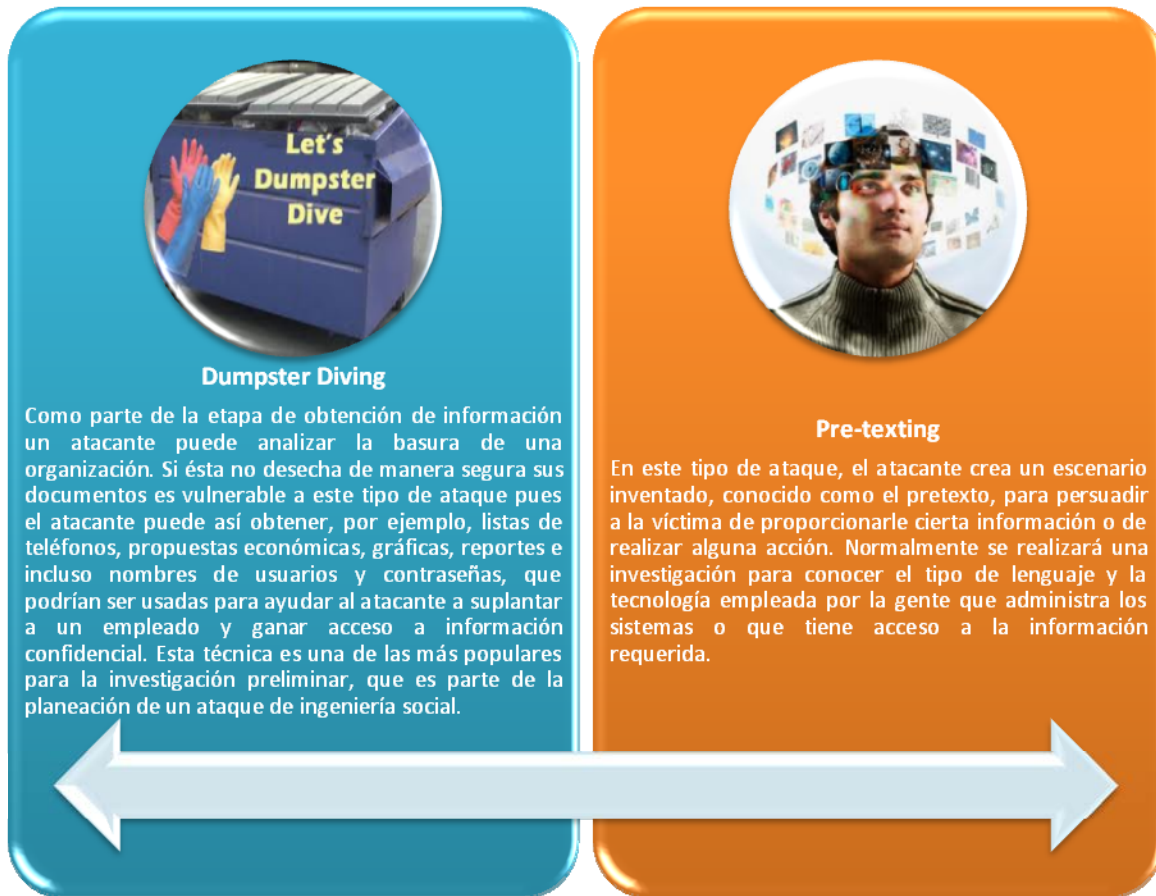 Let's
Dumpster
Dive
Dumpster Diving
Como parte de la etapa de obtención de información
un atacante puede analizar la basura de una
organización. Si ésta no desecha de manera segura sus
documentos es vulnerable a este tipo de ataque pues
el atacante puede así obtener, por ejemplo, listas de
teléfonos, propuestas económicas, gráficas, reportes e
incluso nombres de usuarios y contraseñas, que
podrían ser usadas para ayudar al atacante a suplantar
a un empleado y ganar acceso a información
confidencial. Esta técnica es una de las más populares
para la investigación preliminar, que es parte de la
planeación de un ataque de ingeniería social.
Pre-texting
En este tipo de ataque, el atacante crea un escenario
inventado, conocido como el pretexto, para persuadir
a la víctima de proporcionarle cierta información o de
realizar alguna acción. Normalmente se realizará una
investigación para conocer el tipo de lenguaje y la
tecnología empleada por la gente que administra los
sistemas o que tiene acceso a la información
requerida.